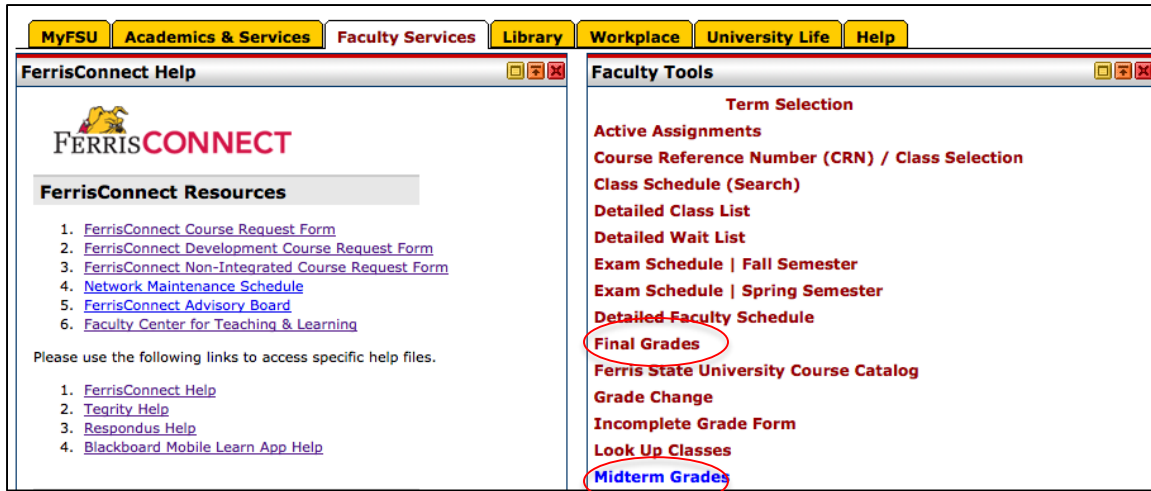 MyFSU Academics & Services Faculty Services Library Workplace University Life Help
FerrisConnect Help
FERRISCONNECT
FerrisConnect Resources
1. FerrisConnect Course Request Form
2. FerrisConnect Development Course Request Form
3. FerrisConnect Non-Integrated Course Request Form
4. Network Maintenance Schedule
5. FerrisConnect Advisory Board
6. Faculty Center for Teaching & Learning
Please use the following links to access specific help files.
1. FerrisConnect Help
2. Tegrity Help
3. Respondus Help
4. Blackboard Mobile Learn App Help
Faculty Tools
Term Selection
Active Assignments
Course Reference Number (CRN) / Class Selection
Class Schedule (Search)
Detailed Class List
Detailed Wait List
Exam Schedule | Fall Semester
Exam Schedule | Spring Semester
Detailed Faculty Schedule
Final Grades
Ferris State University Course Catalog
Grade Change
Incomplete Grade Form
Look Up Classes
Midterm Grades